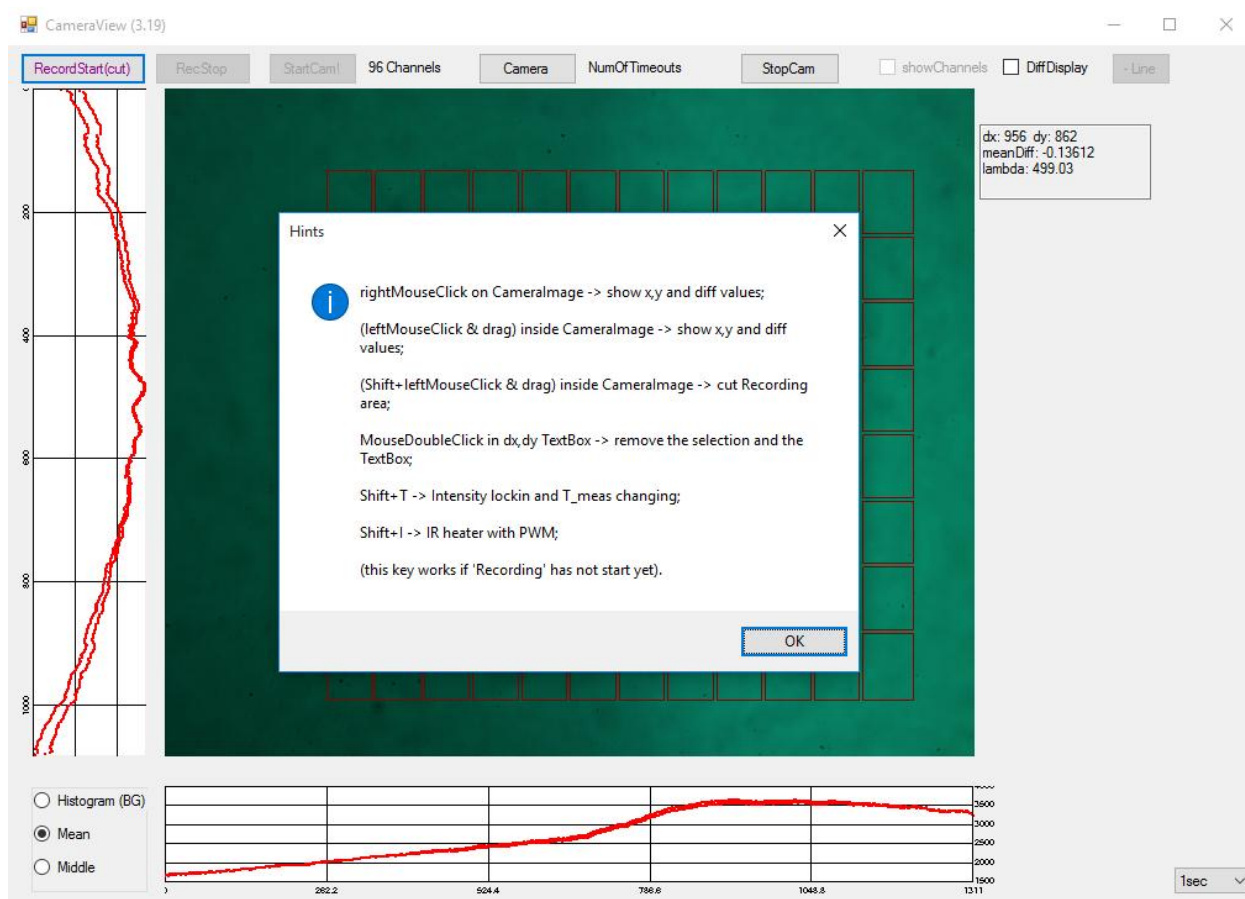 CameraView (3.19)
RecordStart(cut) RecStop StartCam! 96 Channels Camera NumOfTimeouts StopCam showChannels DiffDisplay - Line
dx: 956 dy: 862
meanDiff: -0.13612
lambda: 499.03
200
400
600
800
1000
Hints
rightMouseClick on CameraImage -> show x,y and diff values;
(leftMouseClick & drag) inside CameraImage -> show x,y and diff
values;
(Shift+leftMouseClick & drag) inside CameraImage -> cut Recording
area;
MouseDoubleClick in dx,dy TextBox -> remove the selection and the
TextBox;
Shift+T -> Intensity lockin and T_meas changing;
Shift+I -> IR heater with PWM;
(this key works if 'Recording' has not start yet).
OK
Histogram (BG)
Mean
Middle
3600
3000
2500
2000
1500
262.2 524.4 786.6 1048.8 1311
1sec